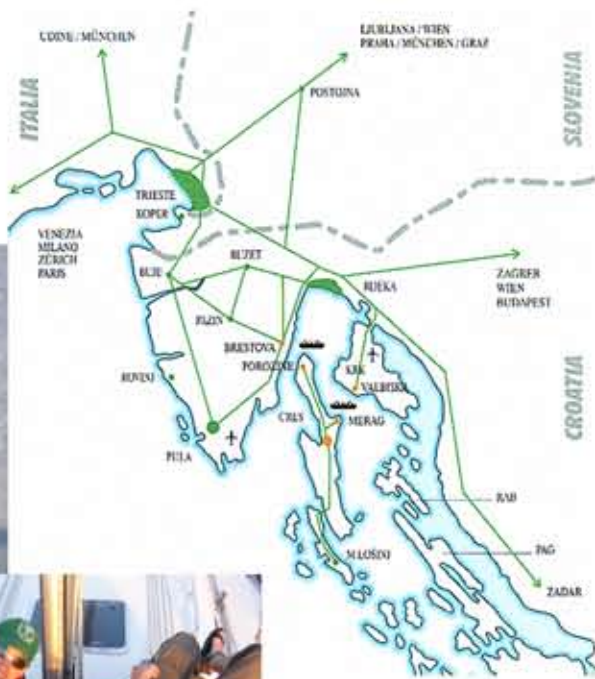 UDINE / MÜNCHEN
LJUBLJANA / WIEN
PRAHA / MÜNCHEN / GRAZ
ITALIA
SLOVENIA
POSTOJNA
TRIESTE
KOPER
VENEZIA
MILANO
ZÜRICH
PARIS
BUJE
BUZET
RIJEKA
ZAGREB
WIEN
BUDAPEST
PAZIN
BRESTOVA
POROZINE
KRK
VALBISKA
ROVINJ
CRES
MERAG
CROATIA
PULA
RAB
PAG
M. LOŠINJ
ZADAR